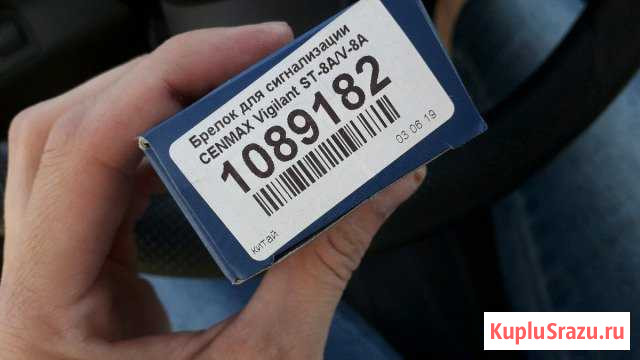 Брелок для сигнализации
CENMAX Vigilant ST-8A/V-8A
1089182
03 06 19
китай
KupluSrazu.ru